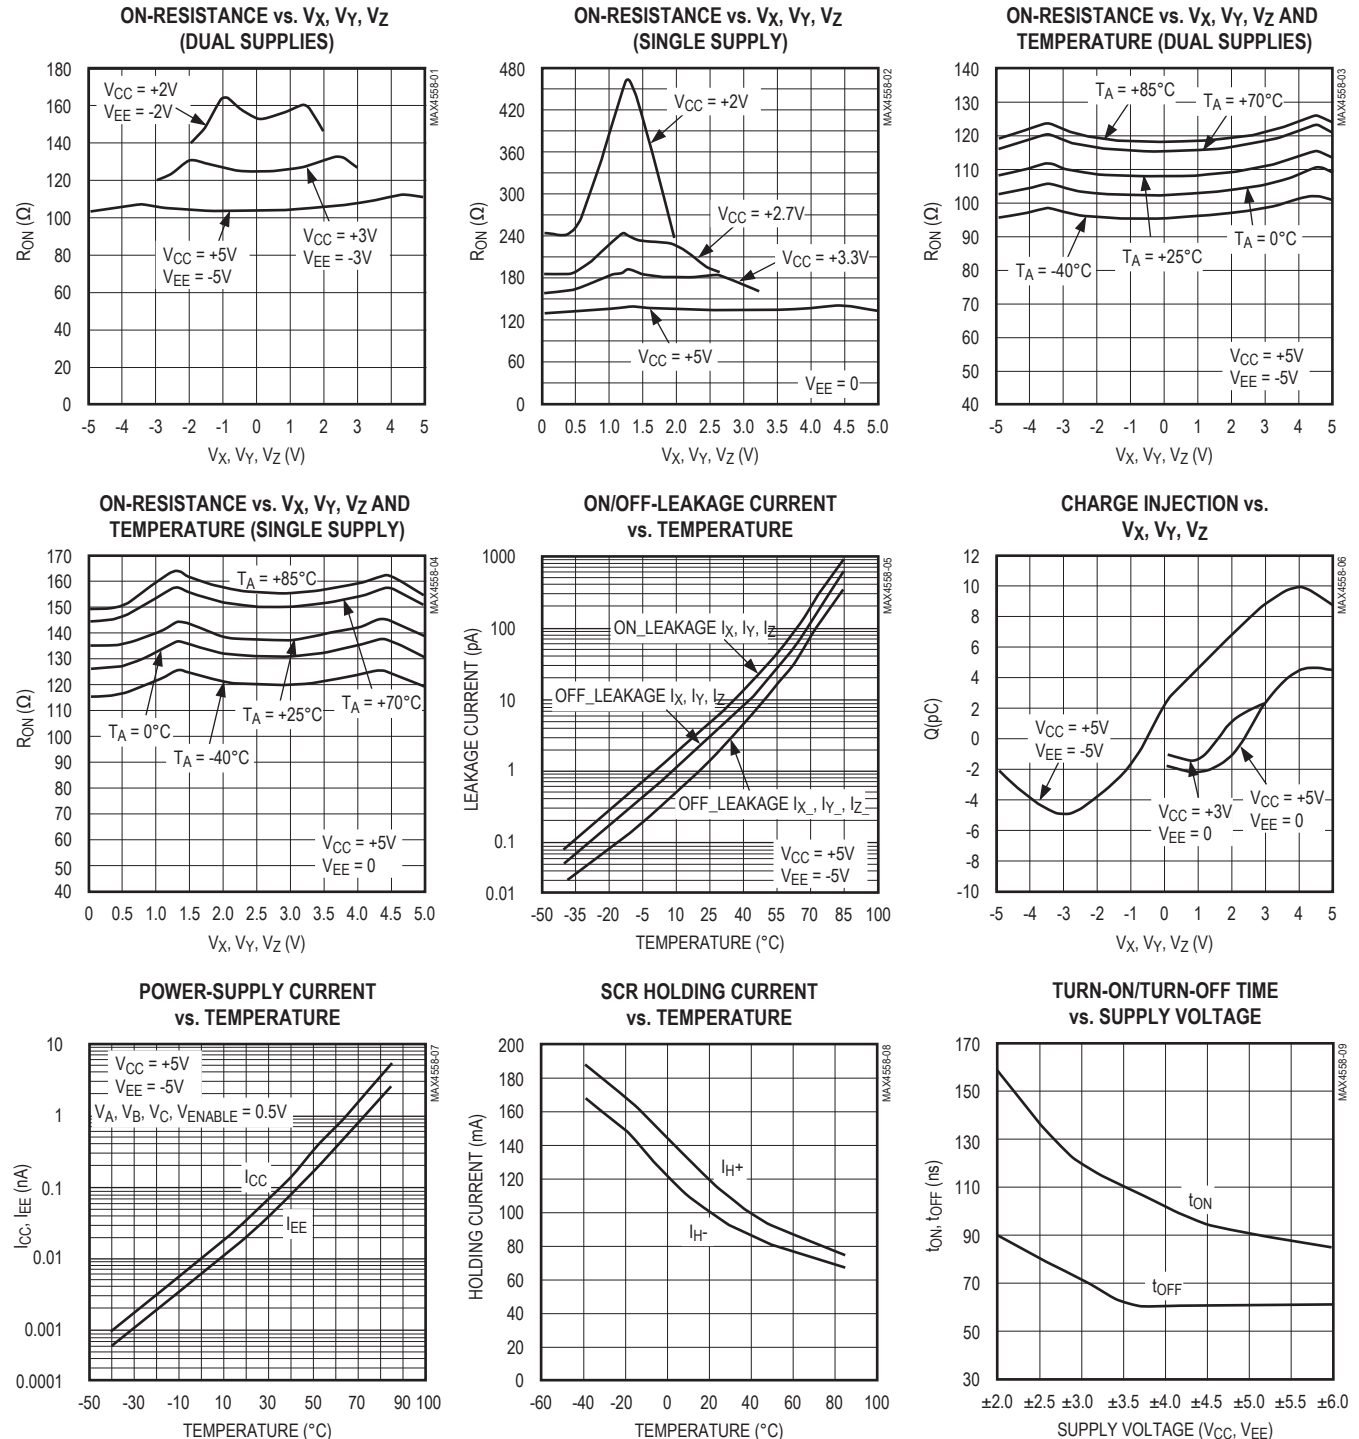 ON-RESISTANCE vs. VX, VY, VZ
(DUAL SUPPLIES)
180
160
140
120
100
80
60
40
20
0
RON (Ω)
VCC = +2V
VEE = -2V
VCC = +5V
VEE = -5V
VCC = +3V
VEE = -3V
MAX4558-01
-5 -4 -3 -2 -1 0 1 2 3 4 5
VX, VY, VZ (V)
ON-RESISTANCE vs. VX, VY, VZ
(SINGLE SUPPLY)
480
420
360
300
240
180
120
60
0
RON (Ω)
VCC = +2V
VCC = +2.7V
VCC = +3.3V
VCC = +5V
VEE = 0
MAX4558-02
0 0.5 1.0 1.5 2.0 2.5 3.0 3.5 4.0 4.5 5.0
VX, VY, VZ (V)
ON-RESISTANCE vs. VX, VY, VZ AND
TEMPERATURE (DUAL SUPPLIES)
140
130
120
110
100
90
80
70
60
50
40
RON (Ω)
TA = +85°C
TA = +70°C
TA = 0°C
TA = +25°C
TA = -40°C
VCC = +5V
VEE = -5V
MAX4558-03
-5 -4 -3 -2 -1 0 1 2 3 4 5
VX, VY, VZ (V)
ON-RESISTANCE vs. VX, VY, VZ AND
TEMPERATURE (SINGLE SUPPLY)
170
160
150
140
130
120
110
100
90
80
70
60
50
40
RON (Ω)
TA = +85°C
TA = +70°C
TA = +25°C
TA = 0°C
TA = -40°C
VCC = +5V
VEE = 0
MAX4558-04
0 0.5 1.0 1.5 2.0 2.5 3.0 3.5 4.0 4.5 5.0
VX, VY, VZ (V)
ON/OFF-LEAKAGE CURRENT
vs. TEMPERATURE
1000
100
10
1
0.1
0.01
LEAKAGE CURRENT (pA)
ON_LEAKAGE IX, IY, IZ
OFF_LEAKAGE IX, IY, IZ
OFF_LEAKAGE IX_, IY_, IZ_
VCC = +5V
VEE = -5V
MAX4558-05
-50 -35 -20 -5 10 25 40 55 70 85 100
TEMPERATURE (°C)
CHARGE INJECTION vs.
VX, VY, VZ
12
10
8
6
4
2
0
-2
-4
-6
-8
-10
Q(pC)
VCC = +5V
VEE = -5V
VCC = +3V
VEE = 0
VCC = +5V
VEE = 0
MAX4558-06
-5 -4 -3 -2 -1 0 1 2 3 4 5
VX, VY, VZ (V)
POWER-SUPPLY CURRENT
vs. TEMPERATURE
10
1
0.1
0.01
0.001
0.0001
ICC, IEE (nA)
VCC = +5V
VEE = -5V
VA, VB, VC, VENABLE = 0.5V
ICC
IEE
MAX4558-07
-50 -30 -10 10 30 50 70 90 100
TEMPERATURE (°C)
SCR HOLDING CURRENT
vs. TEMPERATURE
200
180
160
140
120
100
80
60
40
20
0
HOLDING CURRENT (mA)
IH+
IH-
MAX4558-08
-60 -40 -20 0 20 40 60 80 100
TEMPERATURE (°C)
TURN-ON/TURN-OFF TIME
vs. SUPPLY VOLTAGE
170
150
130
110
90
70
50
30
tON, tOFF (ns)
tON
tOFF
MAX4558-09
±2.0 ±2.5 ±3.0 ±3.5 ±4.0 ±4.5 ±5.0 ±5.5 ±6.0
SUPPLY VOLTAGE (VCC, VEE)